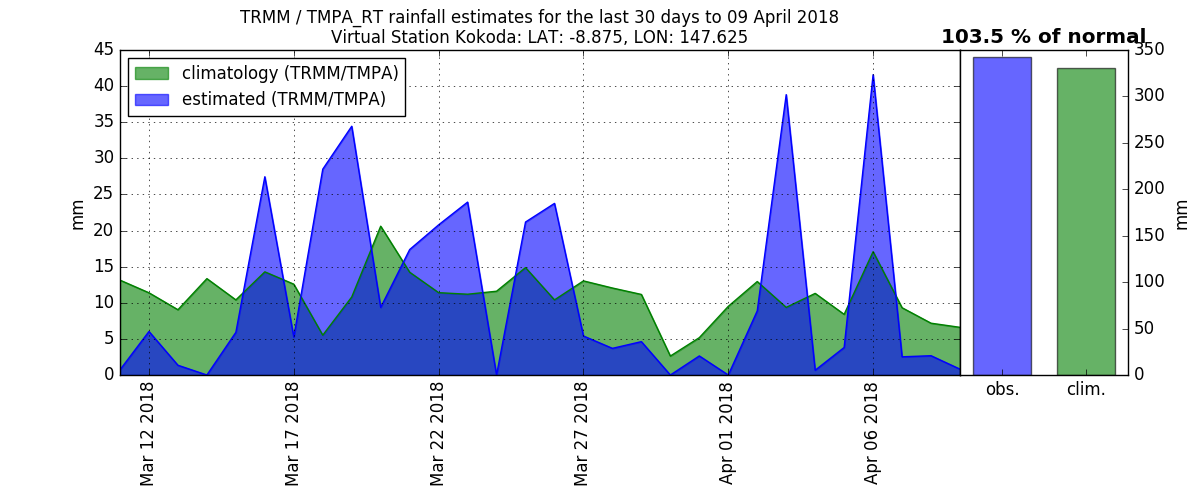 TRMM / TMPA_RT rainfall estimates for the last 30 days to 09 April 2018
Virtual Station Kokoda: LAT: -8.875, LON: 147.625
103.5 % of normal
climatology (TRMM/TMPA)
estimated (TRMM/TMPA)
45
40
35
30
25
20
15
10
5
0
mm
Mar 12 2018
Mar 17 2018
Mar 22 2018
Mar 27 2018
Apr 01 2018
Apr 06 2018
obs.
clim.
350
300
250
200
150
100
50
0
mm